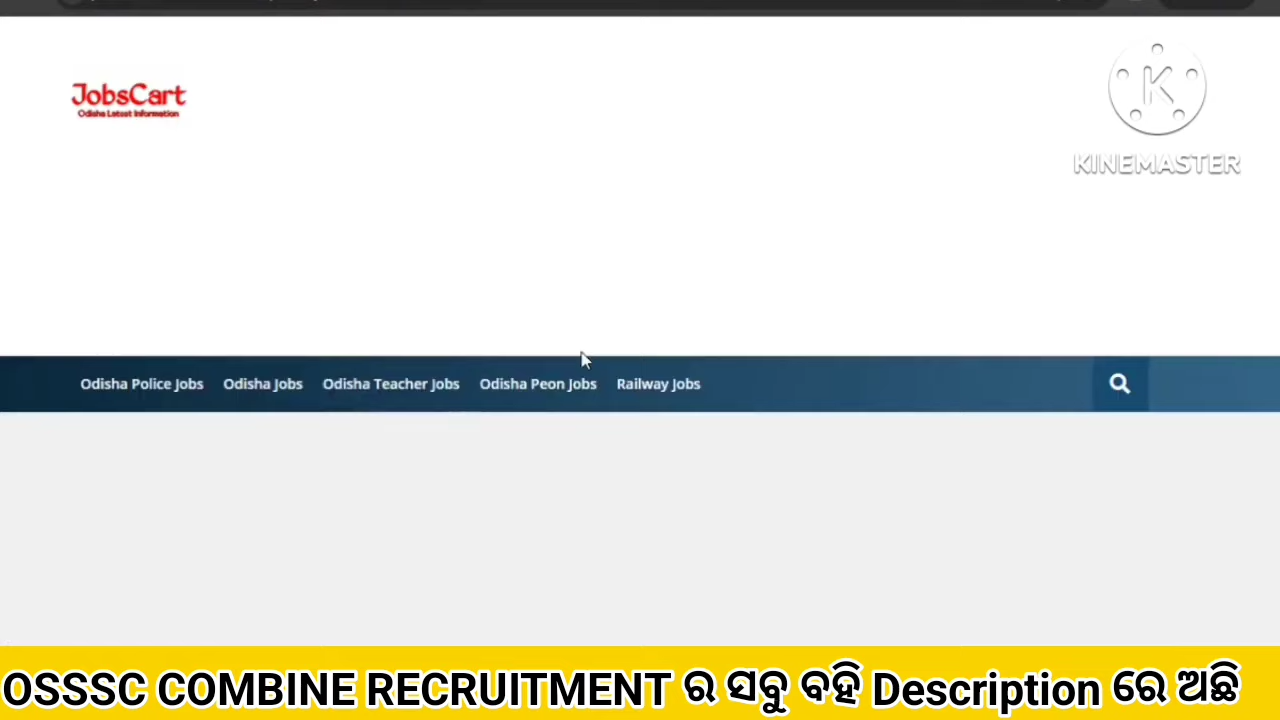 JobsCart
Odisha Latest Information
K
KINEMASTER
Odisha Police Jobs Odisha Jobs Odisha Teacher Jobs Odisha Peon Jobs Railway Jobs
OSSSC COMBINE RECRUITMENT ର ସବୁ ବହି Description ରେ ଅଛି